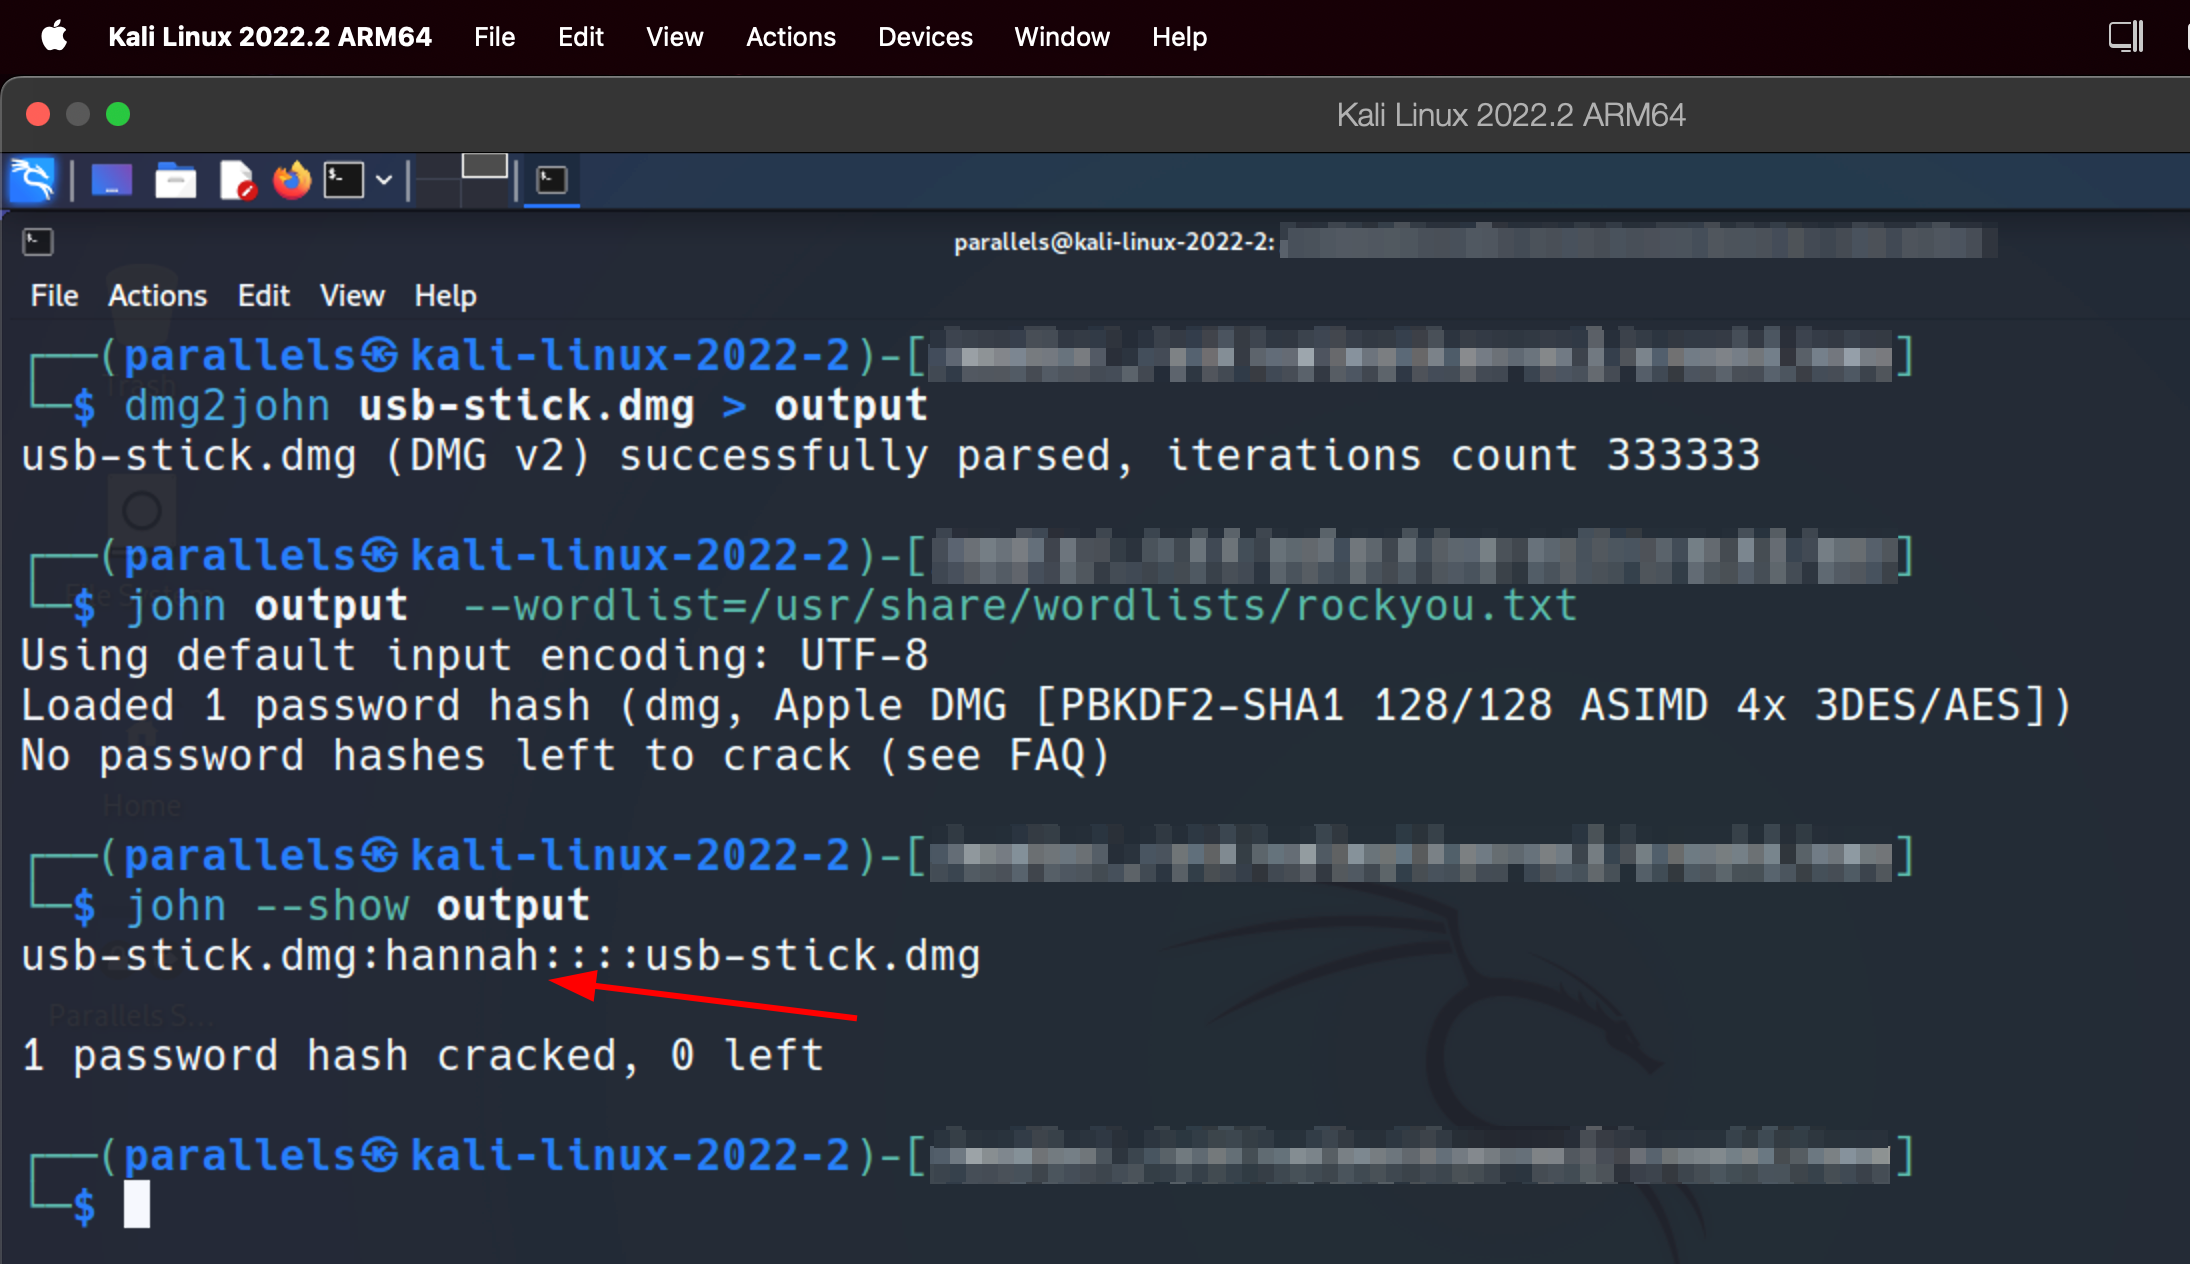 Kali Linux 2022.2 ARM64 File Edit View Actions Devices Window Help
Kali Linux 2022.2 ARM64
parallels@kali-linux-2022-2:
File Actions Edit View Help
┌──(parallels㉿kali-linux-2022-2)-[ ]
└─$ dmg2john usb-stick.dmg > output
usb-stick.dmg (DMG v2) successfully parsed, iterations count 333333
┌──(parallels㉿kali-linux-2022-2)-[ ]
└─$ john output --wordlist=/usr/share/wordlists/rockyou.txt
Using default input encoding: UTF-8
Loaded 1 password hash (dmg, Apple DMG [PBKDF2-SHA1 128/128 ASIMD 4x 3DES/AES])
No password hashes left to crack (see FAQ)
Home
┌──(parallels㉿kali-linux-2022-2)-[ ]
└─$ john --show output
usb-stick.dmg:hannah::::usb-stick.dmg
Parallels S...
1 password hash cracked, 0 left
┌──(parallels㉿kali-linux-2022-2)-[ ]
└─$